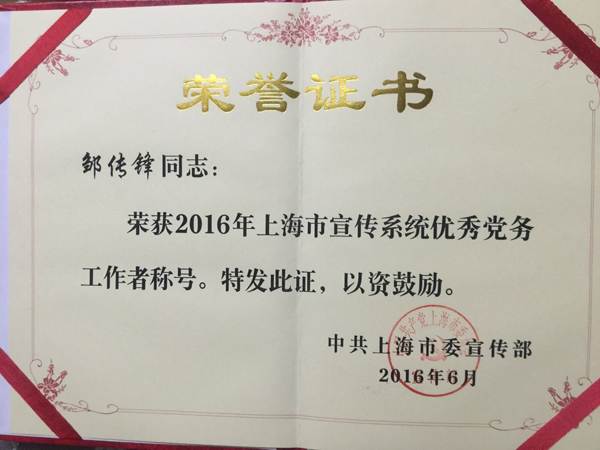 荣誉证书
邹传锋同志：
荣获2016年上海市宣传系统优秀党务
工作者称号。特发此证，以资鼓励。
中共上海市委宣传部
2016年6月